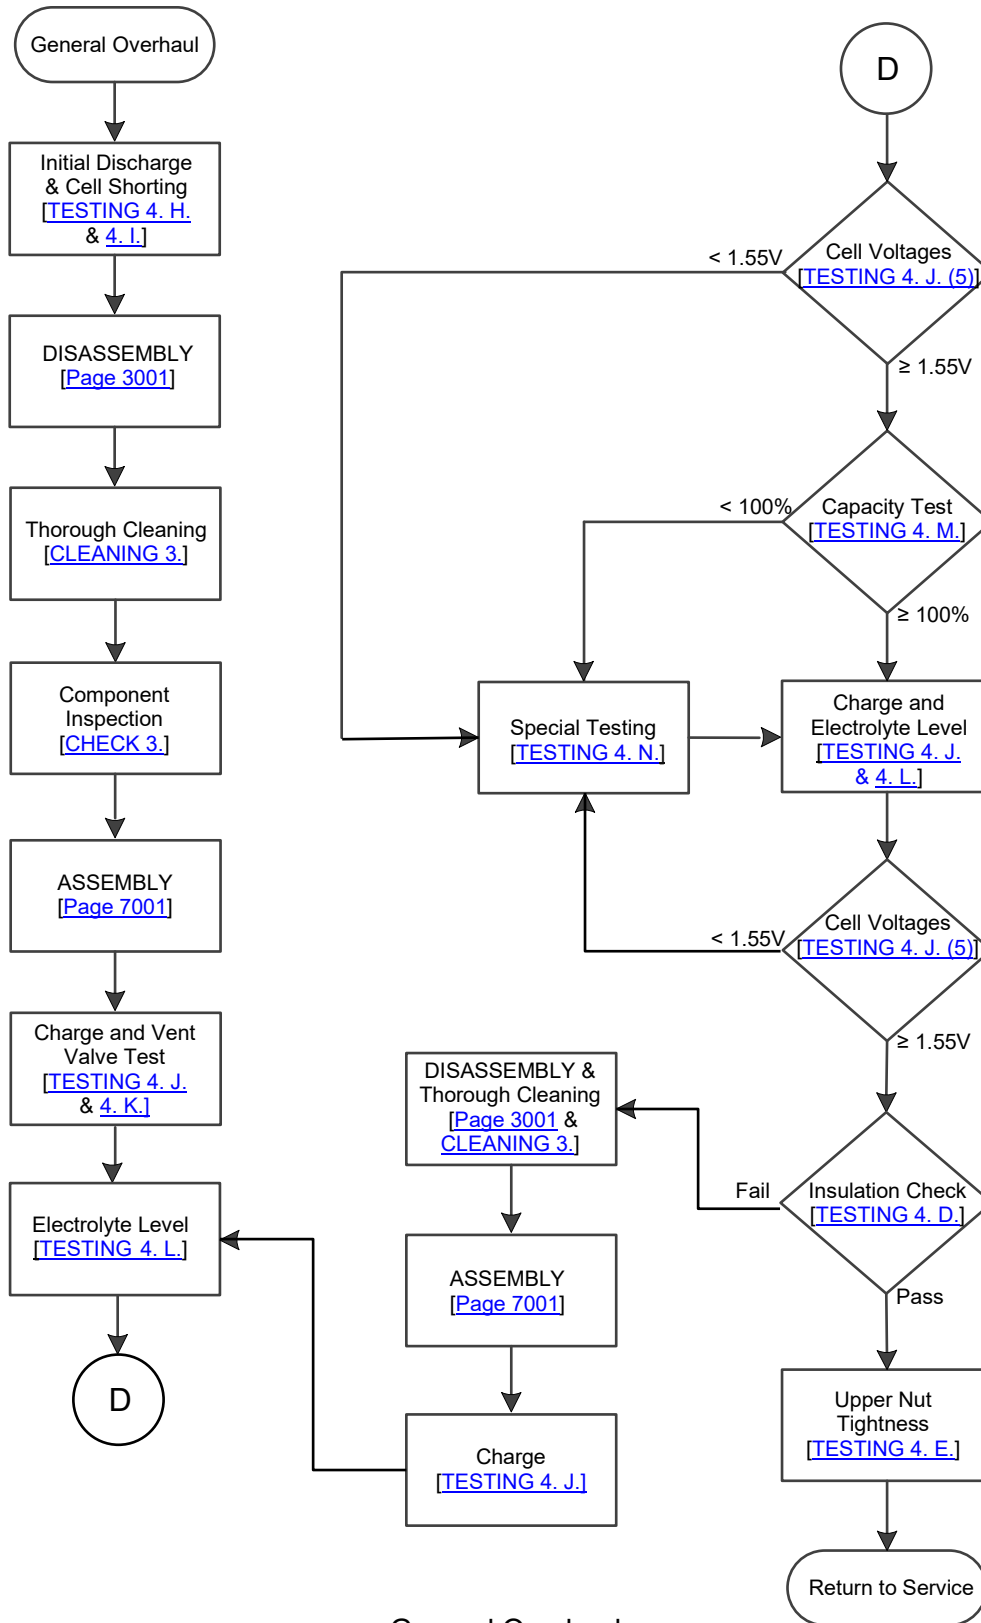 General Overhaul
Initial Discharge
& Cell Shorting
[TESTING 4. H.
& 4. I.]
DISASSEMBLY
[Page 3001]
Thorough Cleaning
[CLEANING 3.]
Component
Inspection
[CHECK 3.]
ASSEMBLY
[Page 7001]
Charge and Vent
Valve Test
[TESTING 4. J.
& 4. K.]
Electrolyte Level
[TESTING 4. L.]
D
D
Cell Voltages
[TESTING 4. J. (5)]
< 1.55V
≥ 1.55V
Capacity Test
[TESTING 4. M.]
< 100%
≥ 100%
Special Testing
[TESTING 4. N.]
Charge and
Electrolyte Level
[TESTING 4. J.
& 4. L.]
Cell Voltages
[TESTING 4. J. (5)]
< 1.55V
≥ 1.55V
Insulation Check
[TESTING 4. D.]
Fail
Pass
DISASSEMBLY &
Thorough Cleaning
[Page 3001 &
CLEANING 3.]
ASSEMBLY
[Page 7001]
Charge
[TESTING 4. J.]
Upper Nut
Tightness
[TESTING 4. E.]
Return to Service